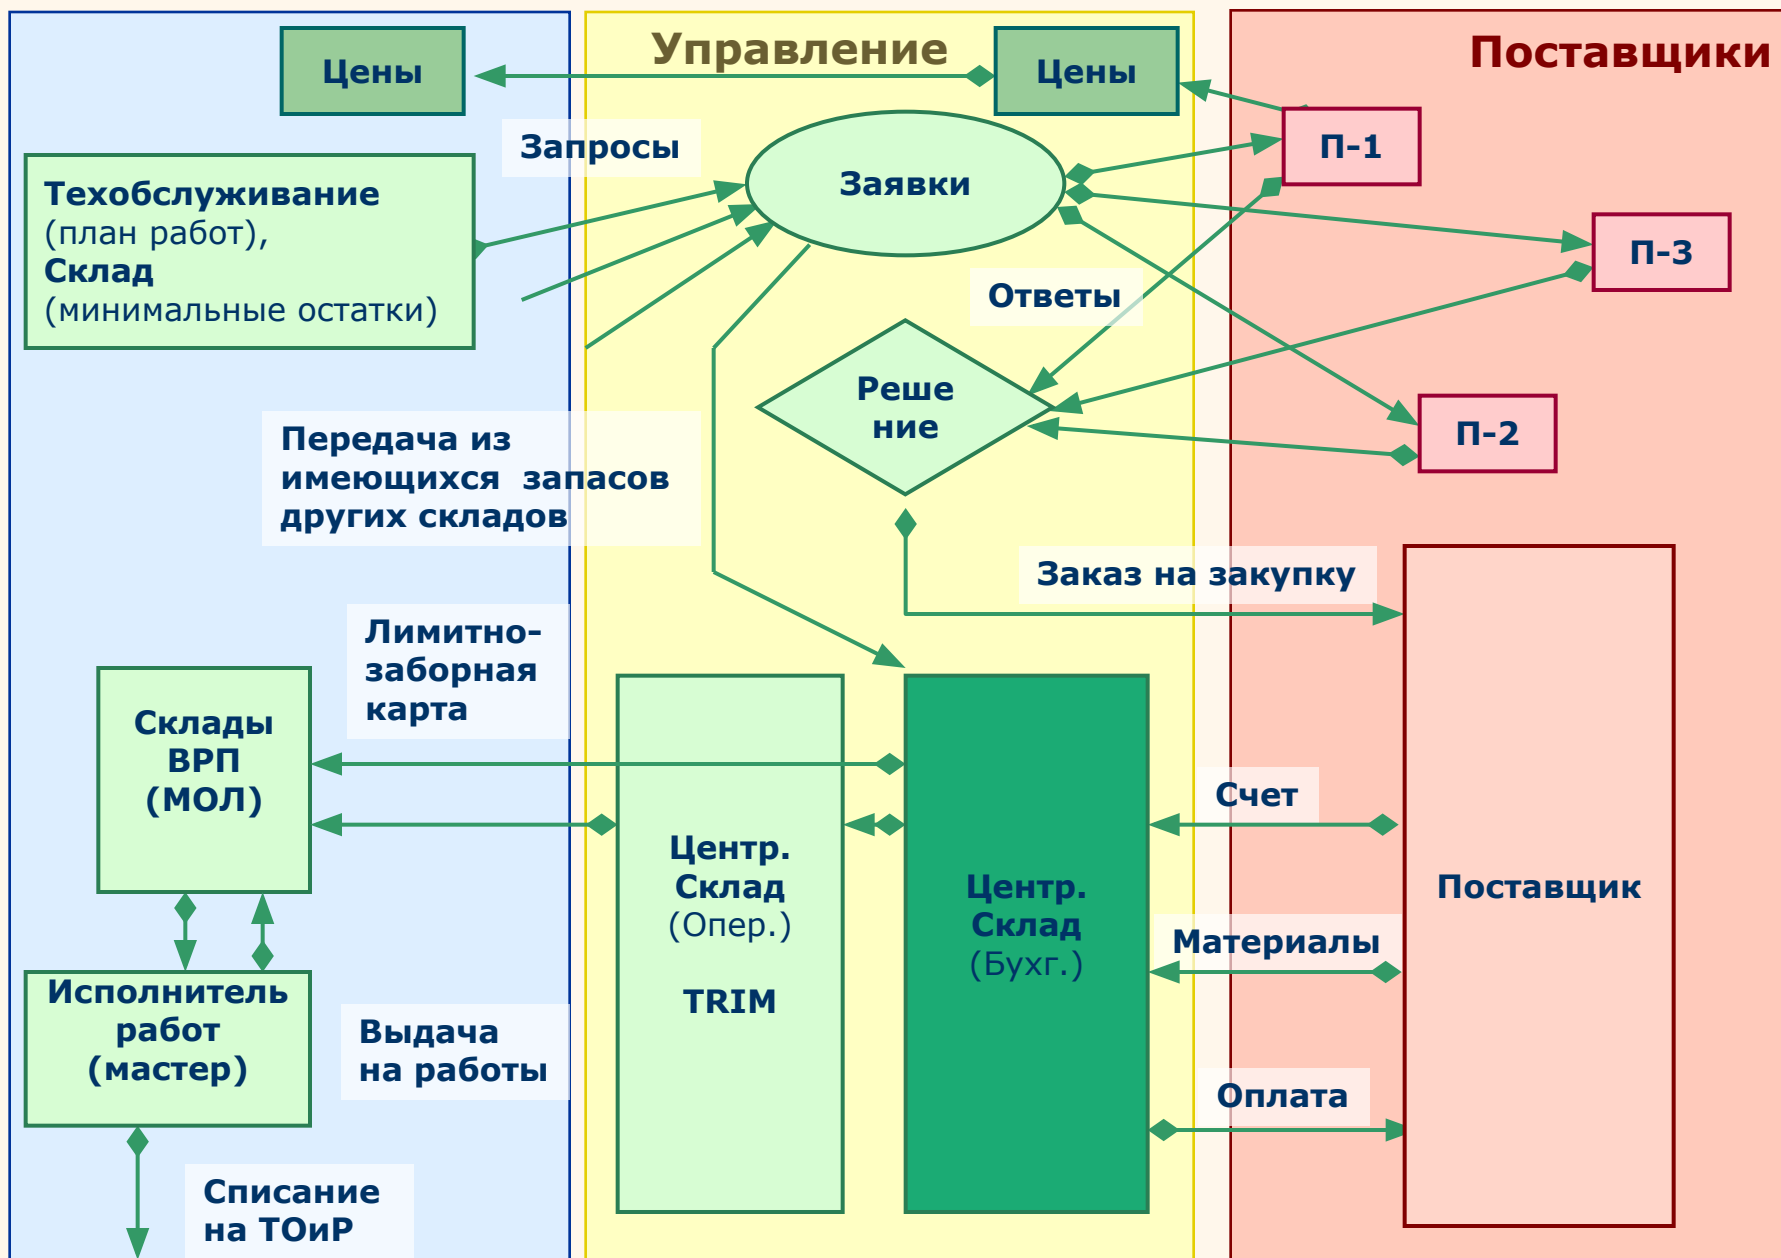 Управление
Поставщики
Цены
Цены
П-1
Запросы
Заявки
Техобслуживание
(план работ),
Склад
(минимальные остатки)
П-3
Ответы
Реше
ние
П-2
Передача из
имеющихся запасов
других складов
Заказ на закупку
Лимитно-
заборная
карта
Склады
ВРП
(МОЛ)
Счет
Центр.
Склад
(Опер.)
TRIM
Центр.
Склад
(Бухг.)
Поставщик
Материалы
Исполнитель
работ
(мастер)
Выдача
на работы
Оплата
Списание
на ТОиР